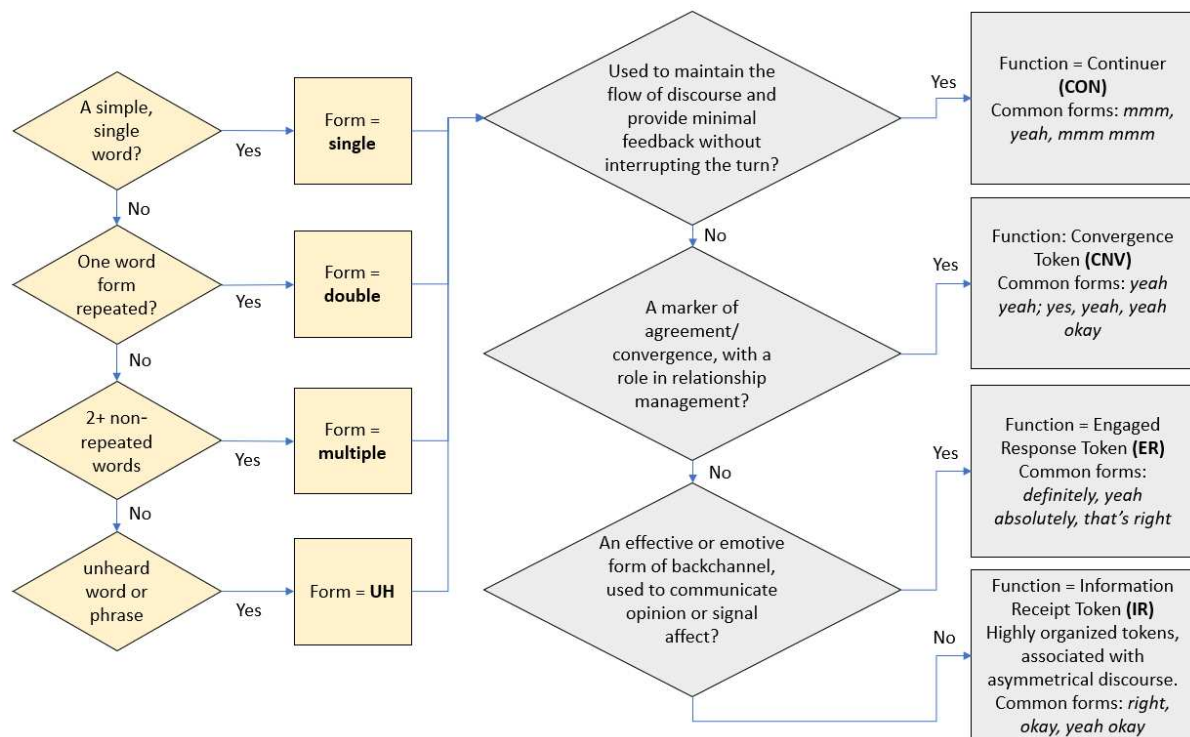 A simple,
single
word?
Yes
Form =
single
No
One word
form
repeated?
Yes
Form =
double
No
2+ non-
repeated
words
Yes
Form =
multiple
No
unheard
word or
phrase
Yes
Form = UH
Used to maintain the
flow of discourse and
provide minimal
feedback without
interrupting the turn?
Yes
Function = Continuer
(CON)
Common forms: mmm,
yeah, mmm mmm
No
A marker of
agreement/
convergence, with a
role in relationship
management?
Yes
Function: Convergence
Token (CNV)
Common forms: yeah
yeah; yes, yeah, yeah
okay
No
An effective or emotive
form of backchannel,
used to communicate
opinion or signal
affect?
Yes
Function = Engaged
Response Token (ER)
Common forms:
definitely, yeah
absolutely, that’s right
No
Function = Information
Receipt Token (IR)
Highly organized tokens,
associated with
asymmetrical discourse.
Common forms: right,
okay, yeah okay